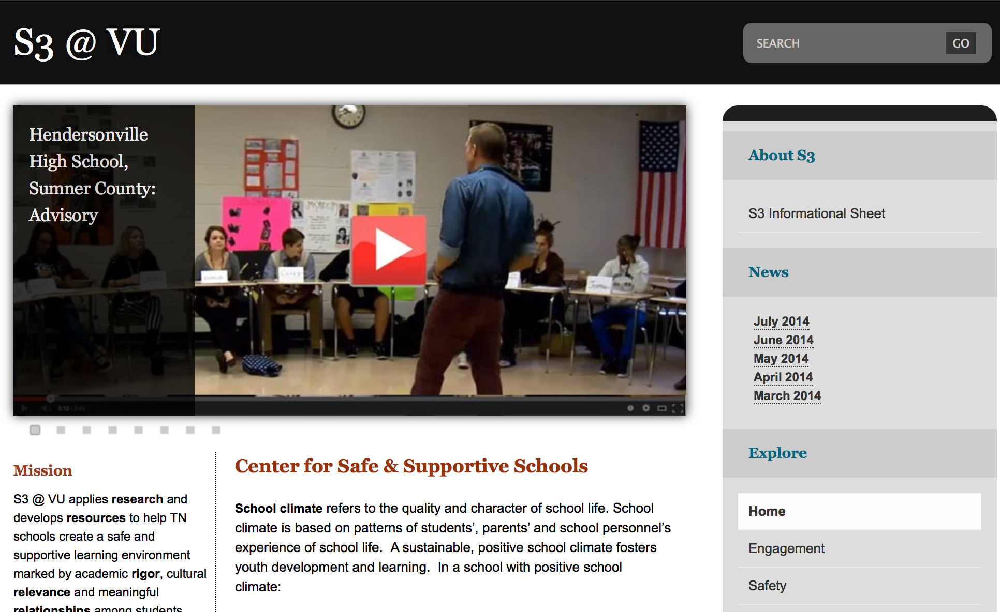 S3 @ VU
SEARCH
GO
Hendersonville
High School,
Sumner County:
Advisory
0:12 / 3:49
Mission
S3 @ VU applies research and
develops resources to help TN
schools create a safe and
supportive learning environment
marked by academic rigor, cultural
relevance and meaningful
relationships among students
Center for Safe & Supportive Schools
School climate refers to the quality and character of school life. School
climate is based on patterns of students’, parents’ and school personnel’s
experience of school life.  A sustainable, positive school climate fosters
youth development and learning.  In a school with positive school
climate:
About S3
S3 Informational Sheet
News
July 2014
June 2014
May 2014
April 2014
March 2014
Explore
Home
Engagement
Safety